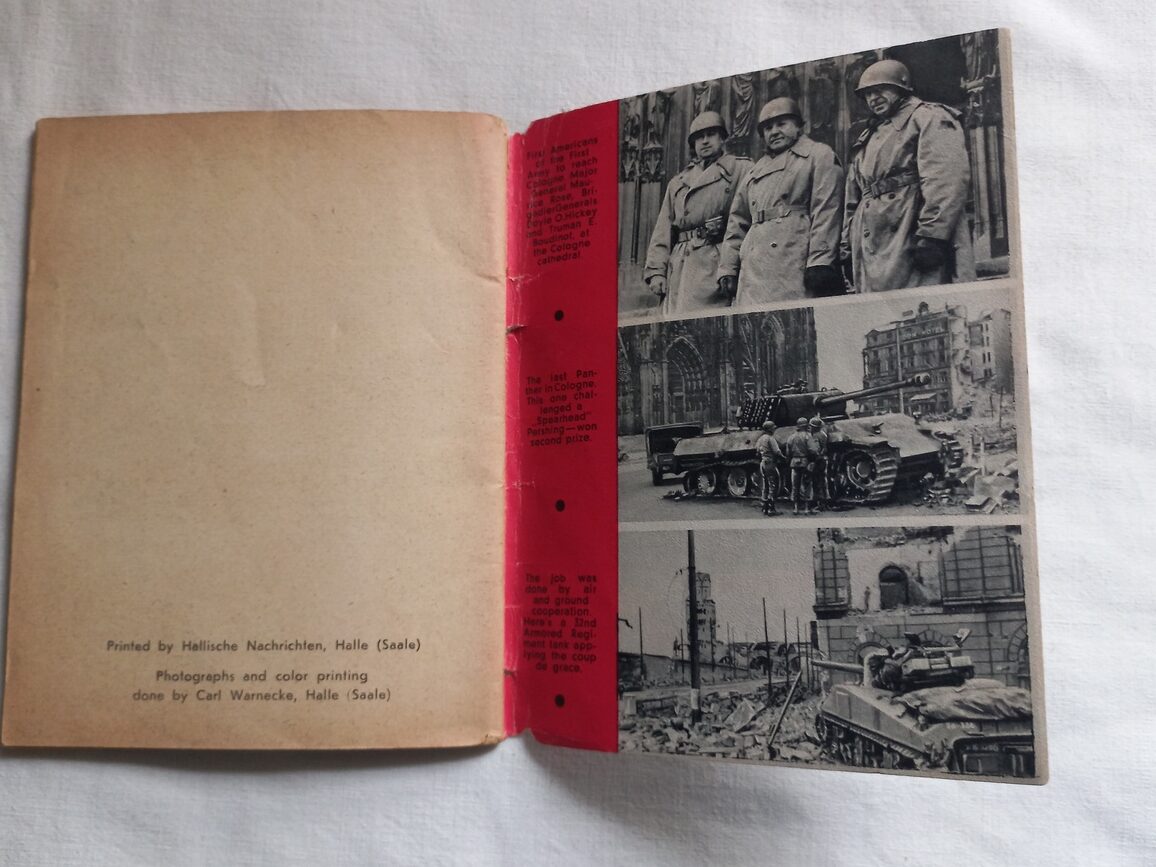 Printed by Hallische Nachrichten, Halle (Saale)
Photographs and color printing
done by Carl Warnecke, Halle (Saale)
First Americans
of the First
Army to reach
Cologne Major
General Mau-
rice Rose, Bri-
gadierGenerals
Doyle O.Hickey
and Truman E.
Boudinot, at
the Cologne
cathedral.
The last Pan-
ther in Cologne.
This one chal-
lenged a
„Spearhead"
Pershing—won
second prize.
The job was
done by air
and ground
cooperation.
Here's a 32nd
Armored Regi-
ment tank app-
lying the coup
de grace.